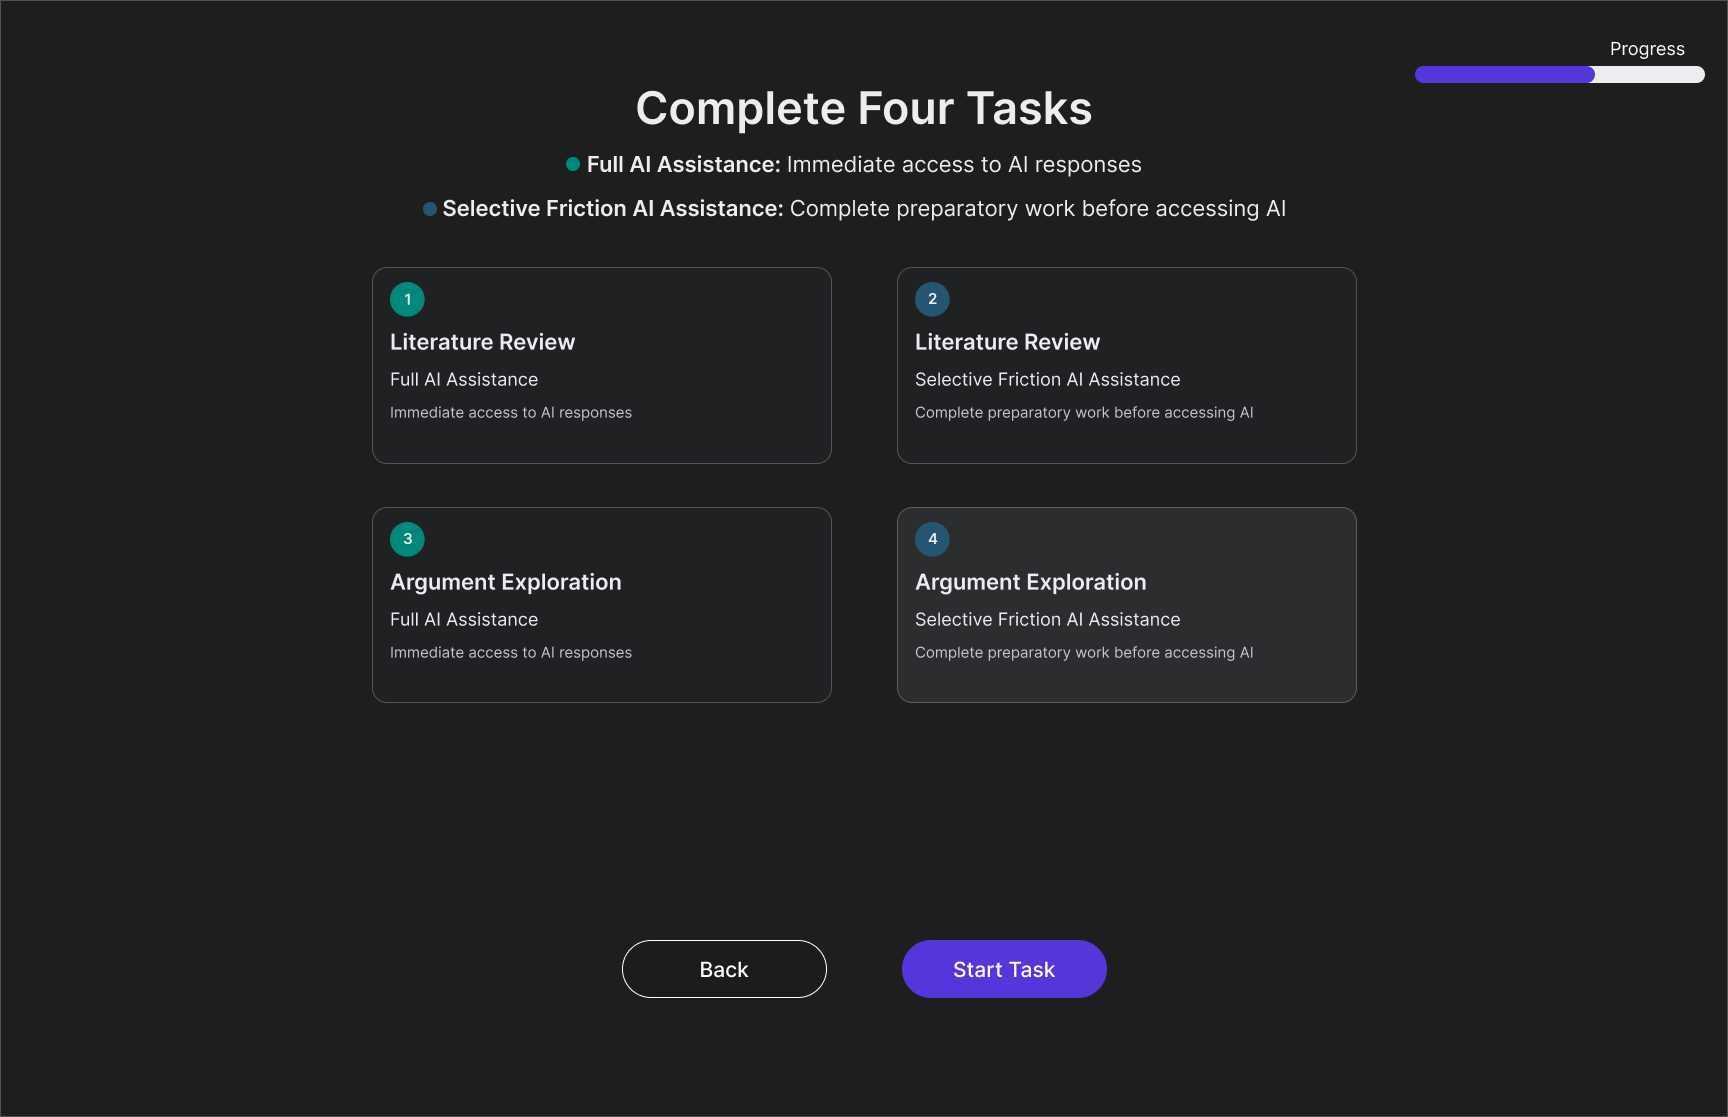 Progress
Complete Four Tasks
Full AI Assistance: Immediate access to AI responses
Selective Friction AI Assistance: Complete preparatory work before accessing AI
1
Literature Review
Full AI Assistance
Immediate access to AI responses
2
Literature Review
Selective Friction AI Assistance
Complete preparatory work before accessing AI
3
Argument Exploration
Full AI Assistance
Immediate access to AI responses
4
Argument Exploration
Selective Friction AI Assistance
Complete preparatory work before accessing AI
Back
Start Task